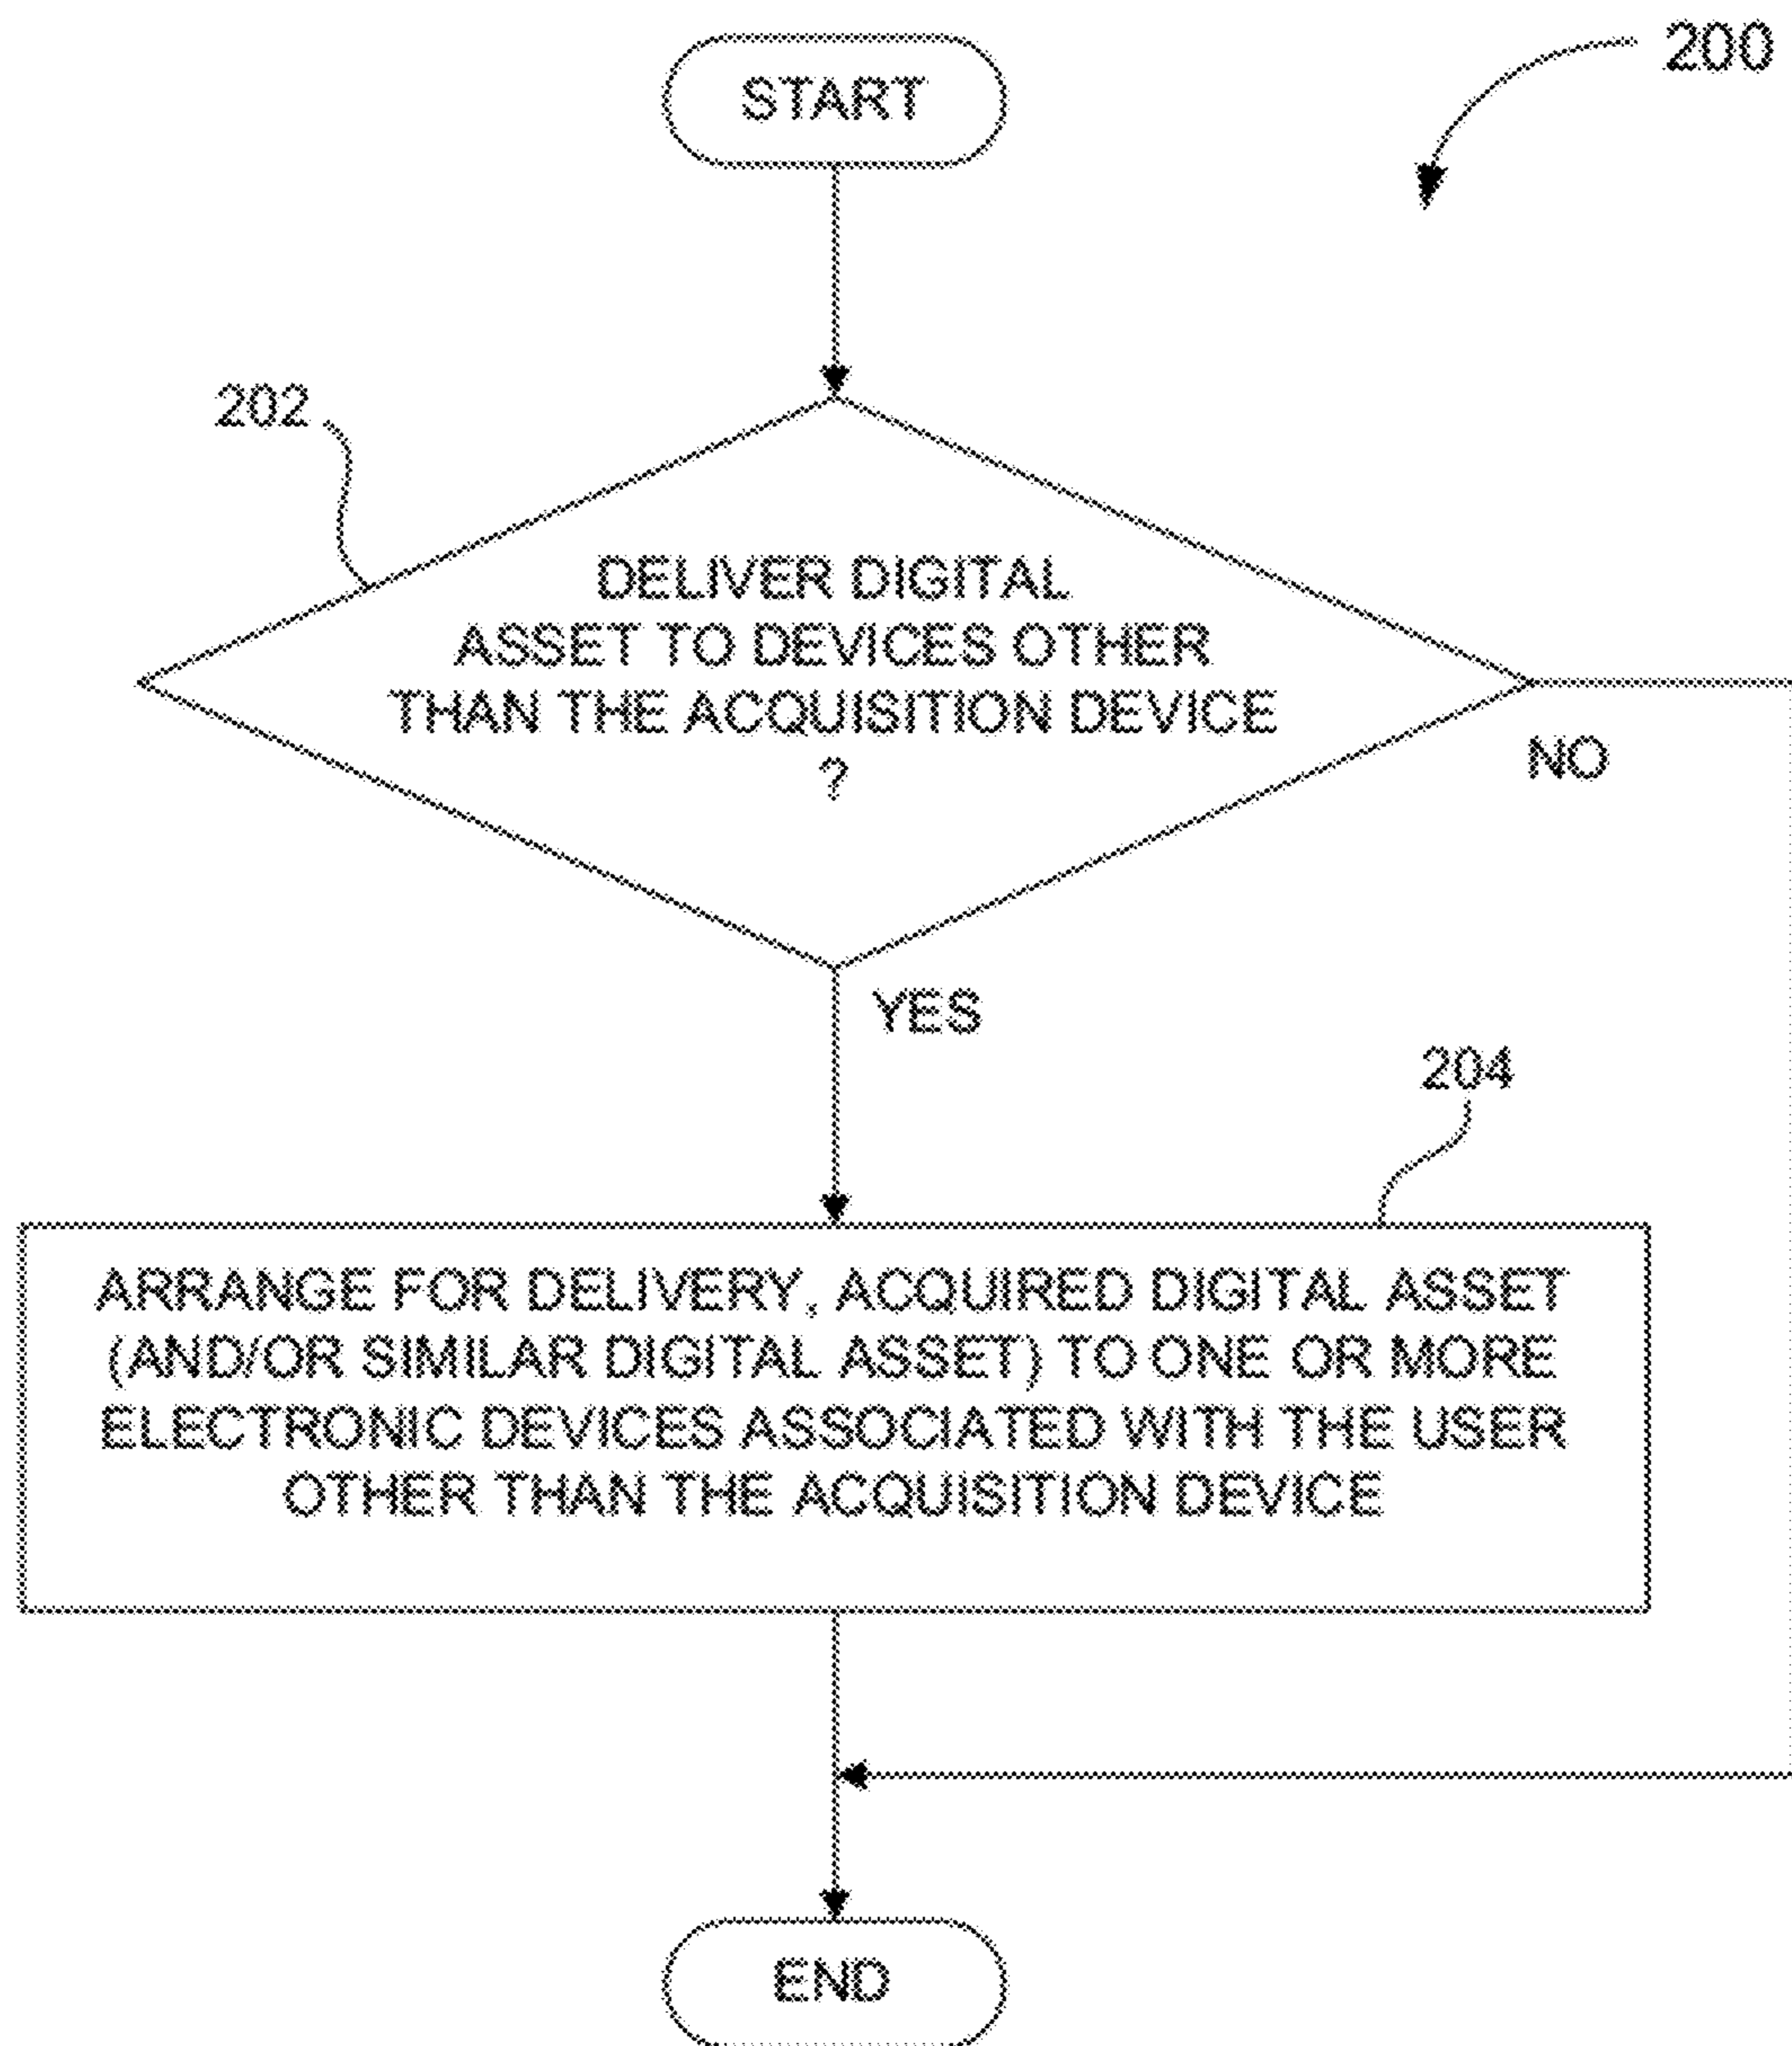 200
START
202
DELIVER DIGITAL
ASSET TO DEVICES OTHER
THAN THE ACQUISITION DEVICE
?
NO
YES
204
ARRANGE FOR DELIVERY, ACQUIRED DIGITAL ASSET
(AND/OR SIMILAR DIGITAL ASSET) TO ONE OR MORE
ELECTRONIC DEVICES ASSOCIATED WITH THE USER
OTHER THAN THE ACQUISITION DEVICE
END